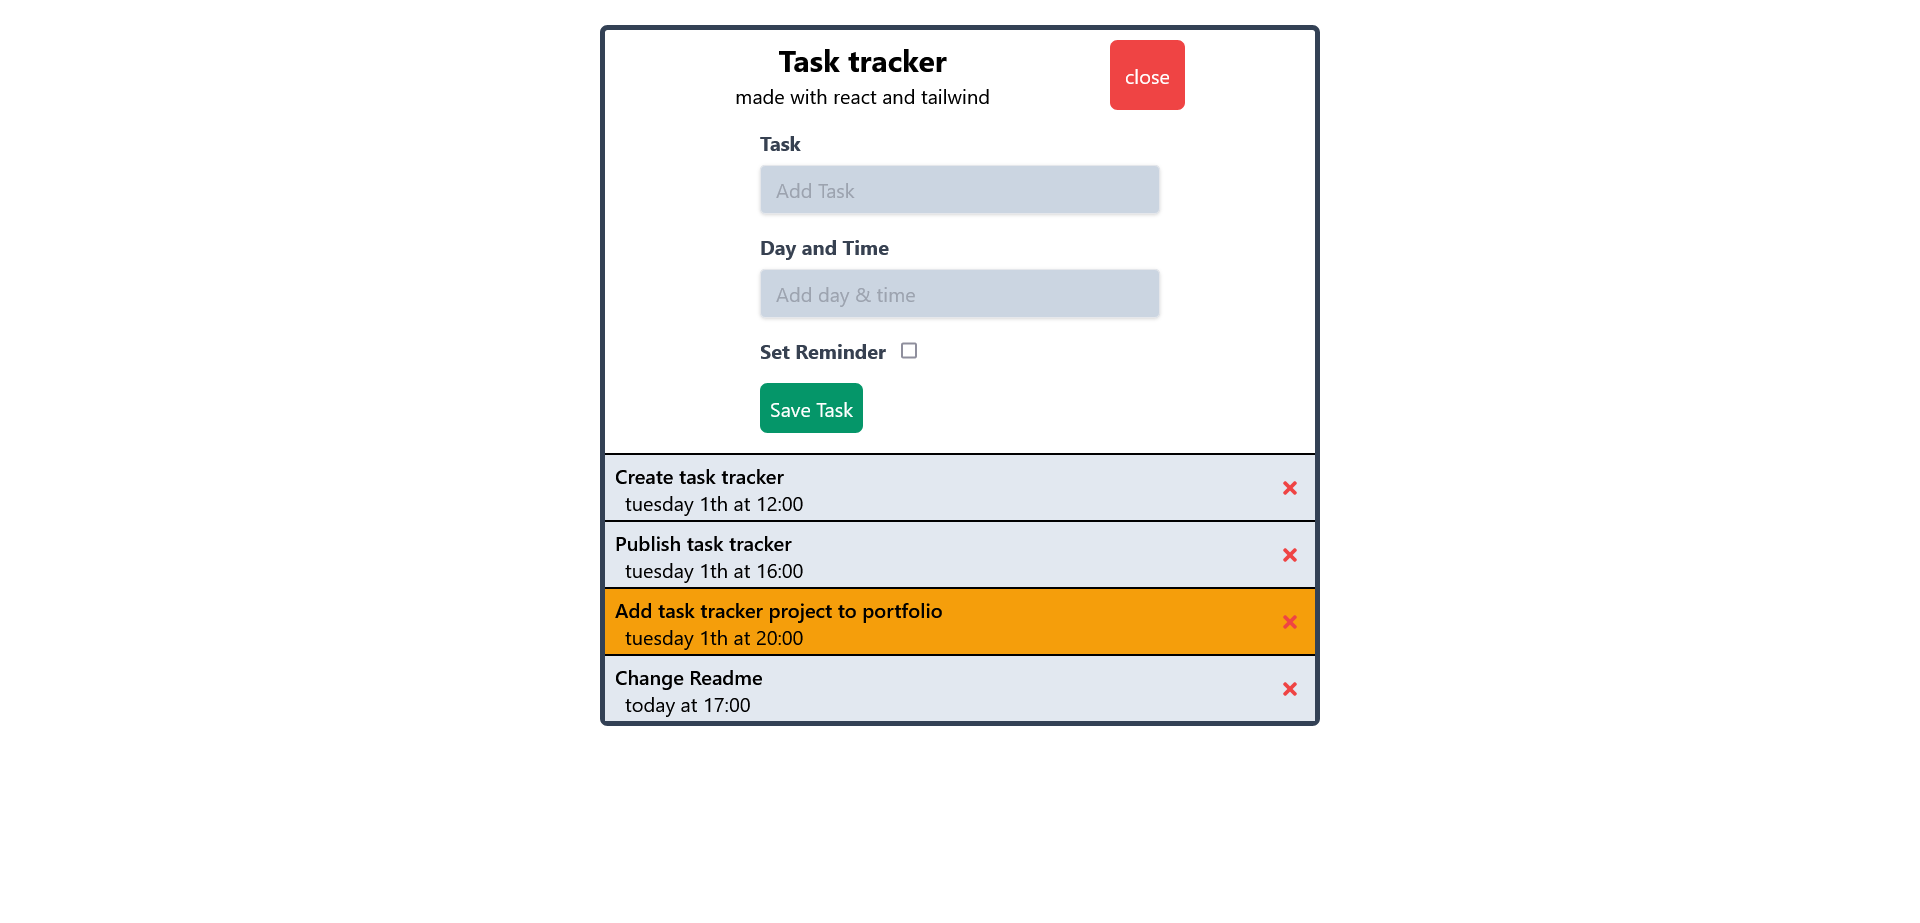 Task tracker
close
made with react and tailwind
Task
Add Task
Day and Time
Add day & time
Set Reminder
Save Task
Create task tracker
tuesday 1th at 12:00
Publish task tracker
tuesday 1th at 16:00
Add task tracker project to portfolio
tuesday 1th at 20:00
Change Readme
today at 17:00